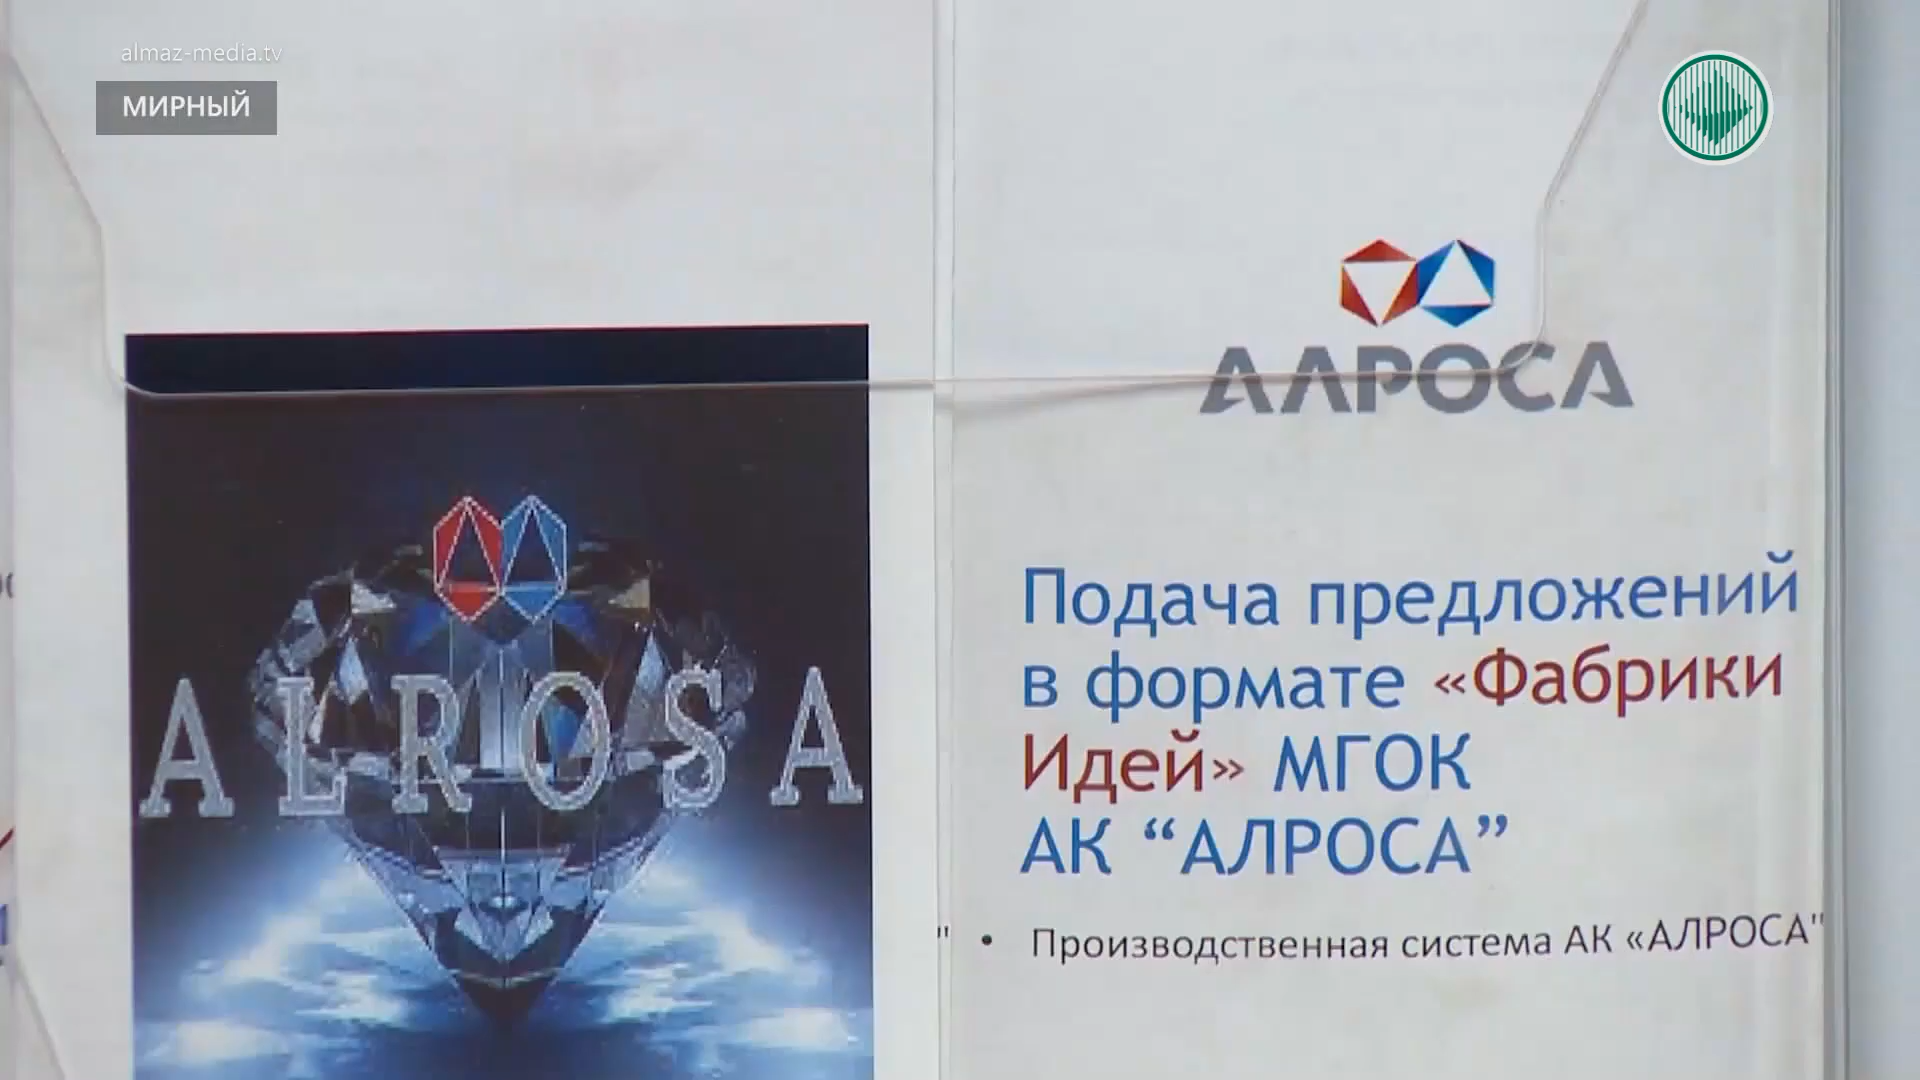 almaz-media.tv
МИРНЫЙ
АЛРОСА
ALROSA
Подача предложений
в формате «Фабрики
Идей» МГОК
АК “АЛРОСА”
• Производственная система АК «АЛРОСА"